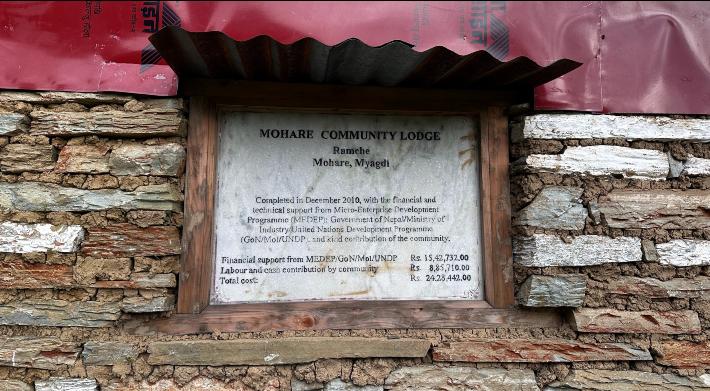 MOHARE COMMUNITY LODGE
Ramche
Mohare, Myagdi
Completed in December 2010, with the financial and
technical support from Micro-Enterprise Development
Programme (MEDEP): Government of Nepal/Ministry of
Industry/United Nations Development Programme
(GoN/MoI/UNDP), and kind contribution of the community.
Financial support from MEDEP/GoN/MoI/UNDP Rs. 15,42,732.00
Labour and cash contribution by community Rs. 8,85,710.00
Total cost: Rs. 24,28,442.00